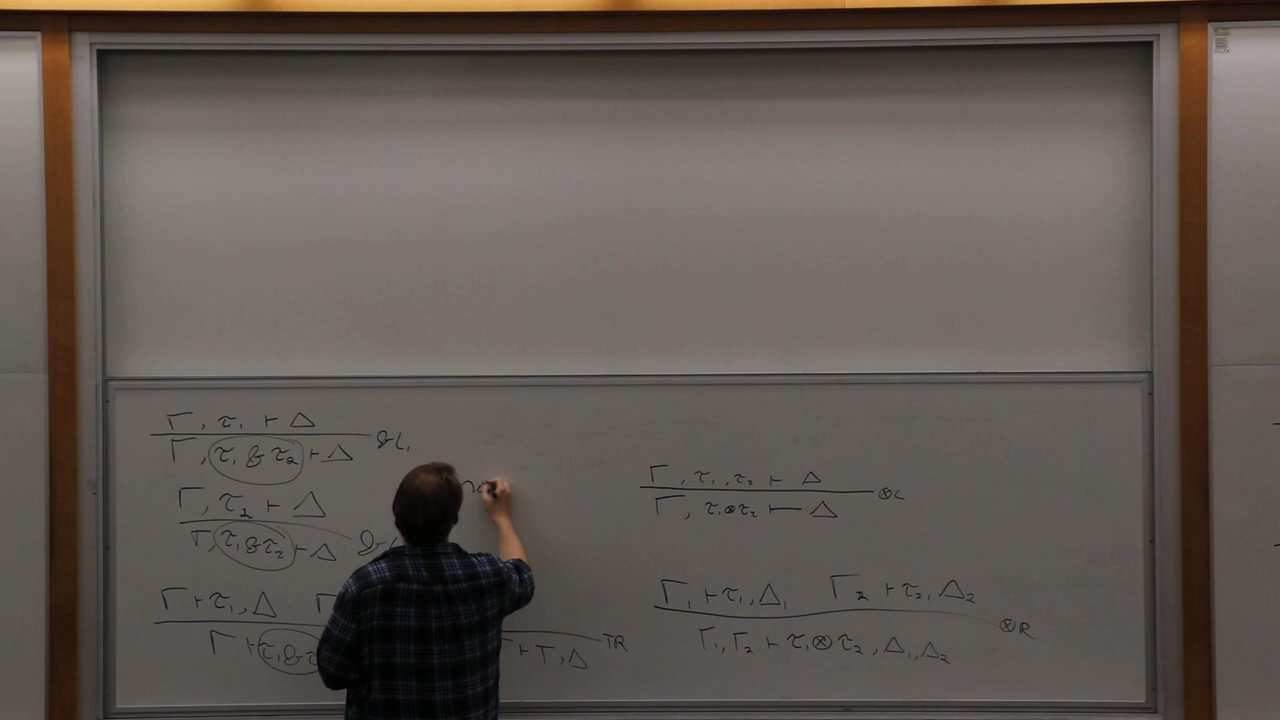 Γ, τ₁ ⊢ Δ
Γ, τ₁ & τ₂ ⊢ Δ &L₁
Γ, τ₂ ⊢ Δ
Γ, τ₁ & τ₂ ⊢ Δ
Γ ⊢ τ₁, Δ Γ
Γ ⊢ τ₁ &
no
⊢ ⊤, Δ ⊤R
Γ, τ₁, τ₂ ⊢ Δ
Γ, τ₁ ⊗ τ₂ ⊢ Δ ⊗L
Γ₁ ⊢ τ₁, Δ₁ Γ₂ ⊢ τ₂, Δ₂
Γ₁, Γ₂ ⊢ τ₁ ⊗ τ₂, Δ₁, Δ₂ ⊗R